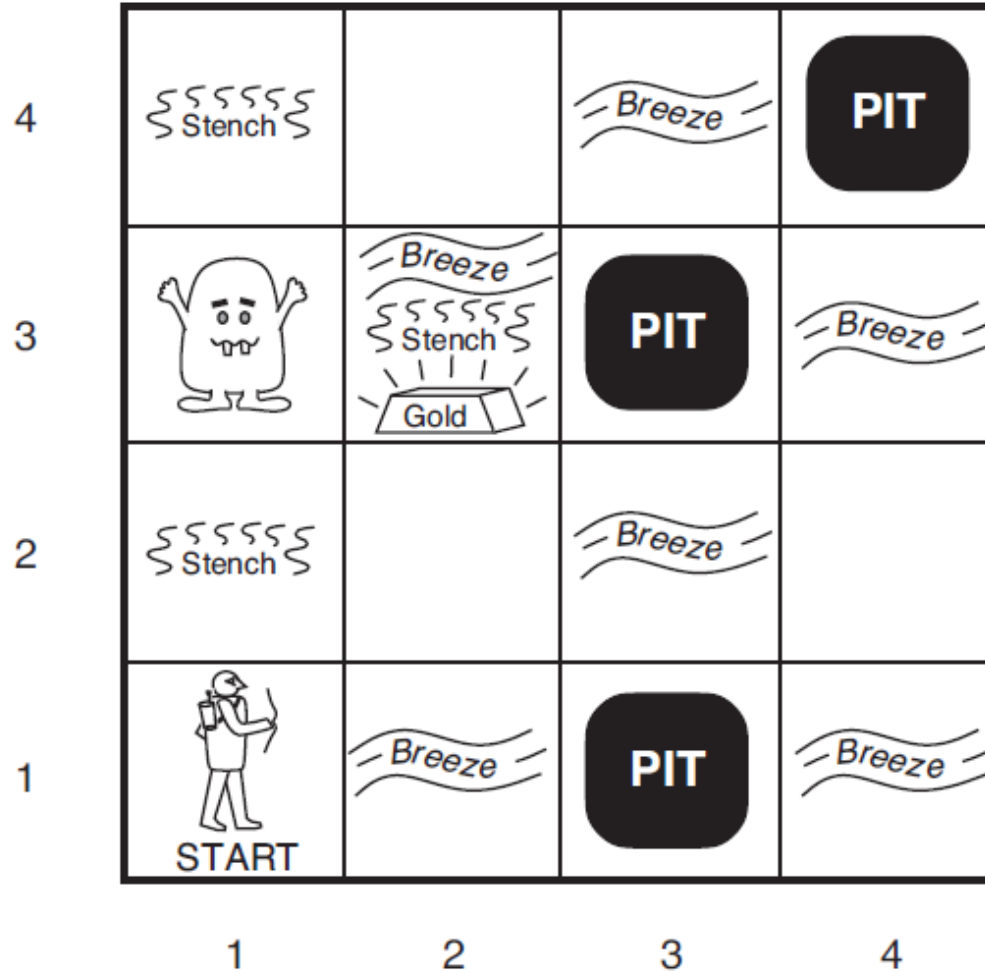 4
Stench
Breeze
PIT
3
Breeze
Stench
Gold
PIT
Breeze
2
Stench
Breeze
1
START
Breeze
PIT
Breeze
1 2 3 4